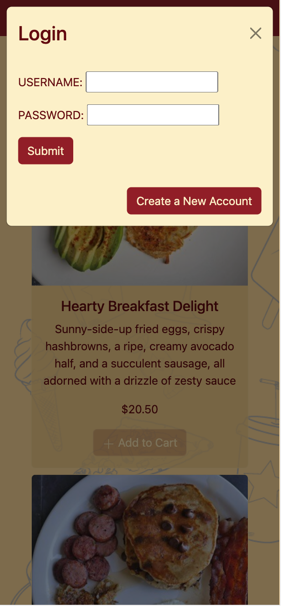 Login
USERNAME:
PASSWORD:
Submit
Create a New Account
Hearty Breakfast Delight
Sunny-side-up fried eggs, crispy
hashbrowns, a ripe, creamy avocado
half, and a succulent sausage, all
adorned with a drizzle of zesty sauce
$20.50
+ Add to Cart